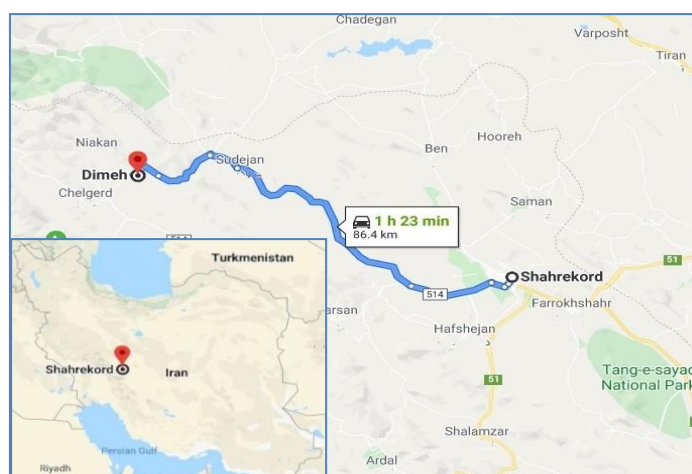 Chadegan
Varposht
Tiran
Niakan
Sudejan
Dimeh
Chelgerd
Ben
Hooreh
Saman
1 h 23 min
86.4 km
51
Shahrekord
514
Farrokhshahr
arsan
Hafshejan
51
Tang-e-sayad
National Park
Shalamzar
Ardal
Turkmenistan
Shahrekord
Iran
Persian Gulf
Riyadh